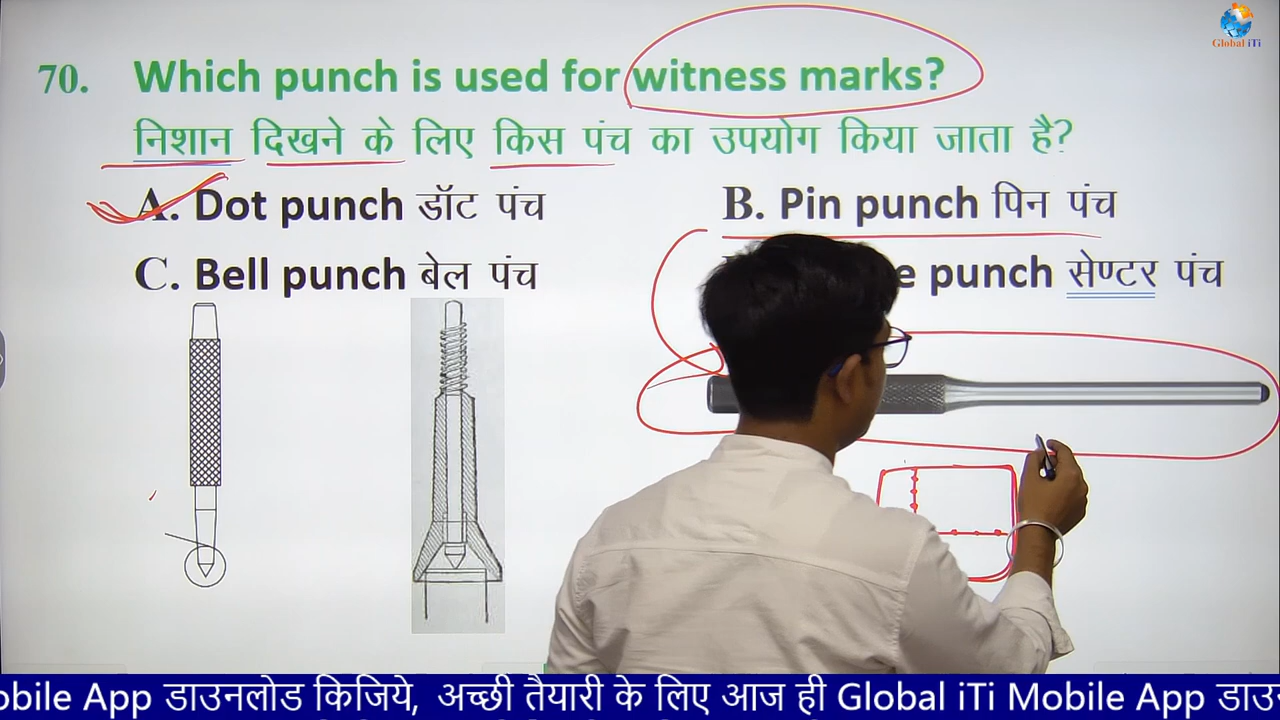 Global iTi
70. Which punch is used for witness marks?
निशान दिखने के लिए किस पंच का उपयोग किया जाता है?
A. Dot punch डॉट पंच
B. Pin punch पिन पंच
C. Bell punch बेल पंच
punch सेण्टर पंच
App डाउनलोड किजिये, अच्छी तैयारी के लिए आज ही Global iTi Mobile App